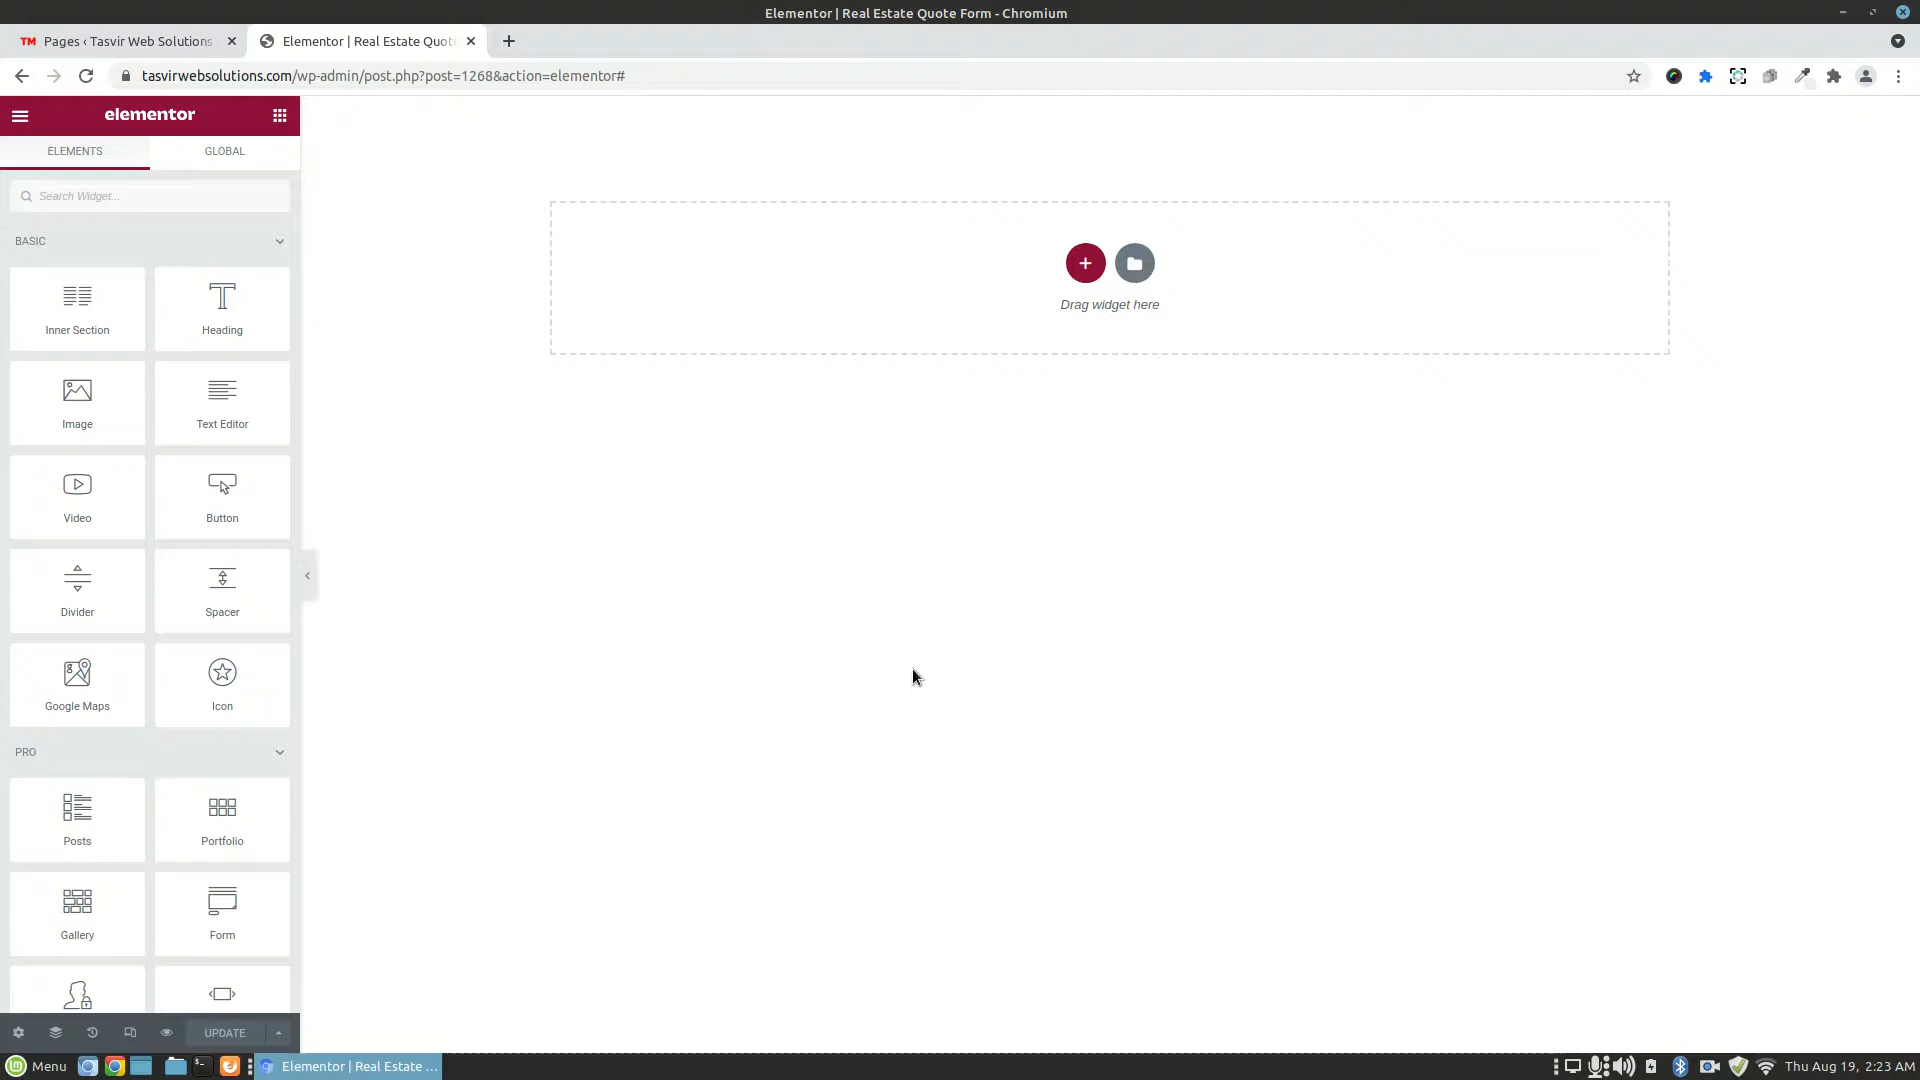 Elementor | Real Estate Quote Form - Chromium
TM Pages ‹ Tasvir Web Solutions
Elementor | Real Estate Quot
tasvirwebsolutions.com/wp-admin/post.php?post=1268&action=elementor#
elementor
ELEMENTS GLOBAL
Search Widget...
BASIC
Inner Section Heading
Image Text Editor
Video Button
Divider Spacer
Google Maps Icon
PRO
Posts Portfolio
Gallery Form
UPDATE
Drag widget here
Menu
Elementor | Real Estate ...
Thu Aug 19, 2:23 AM